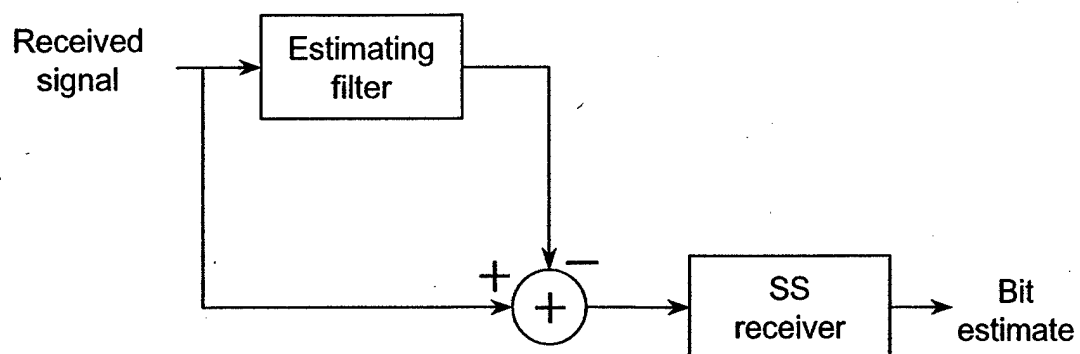 Received
signal
Estimating
filter
+
−
+
SS
receiver
Bit
estimate